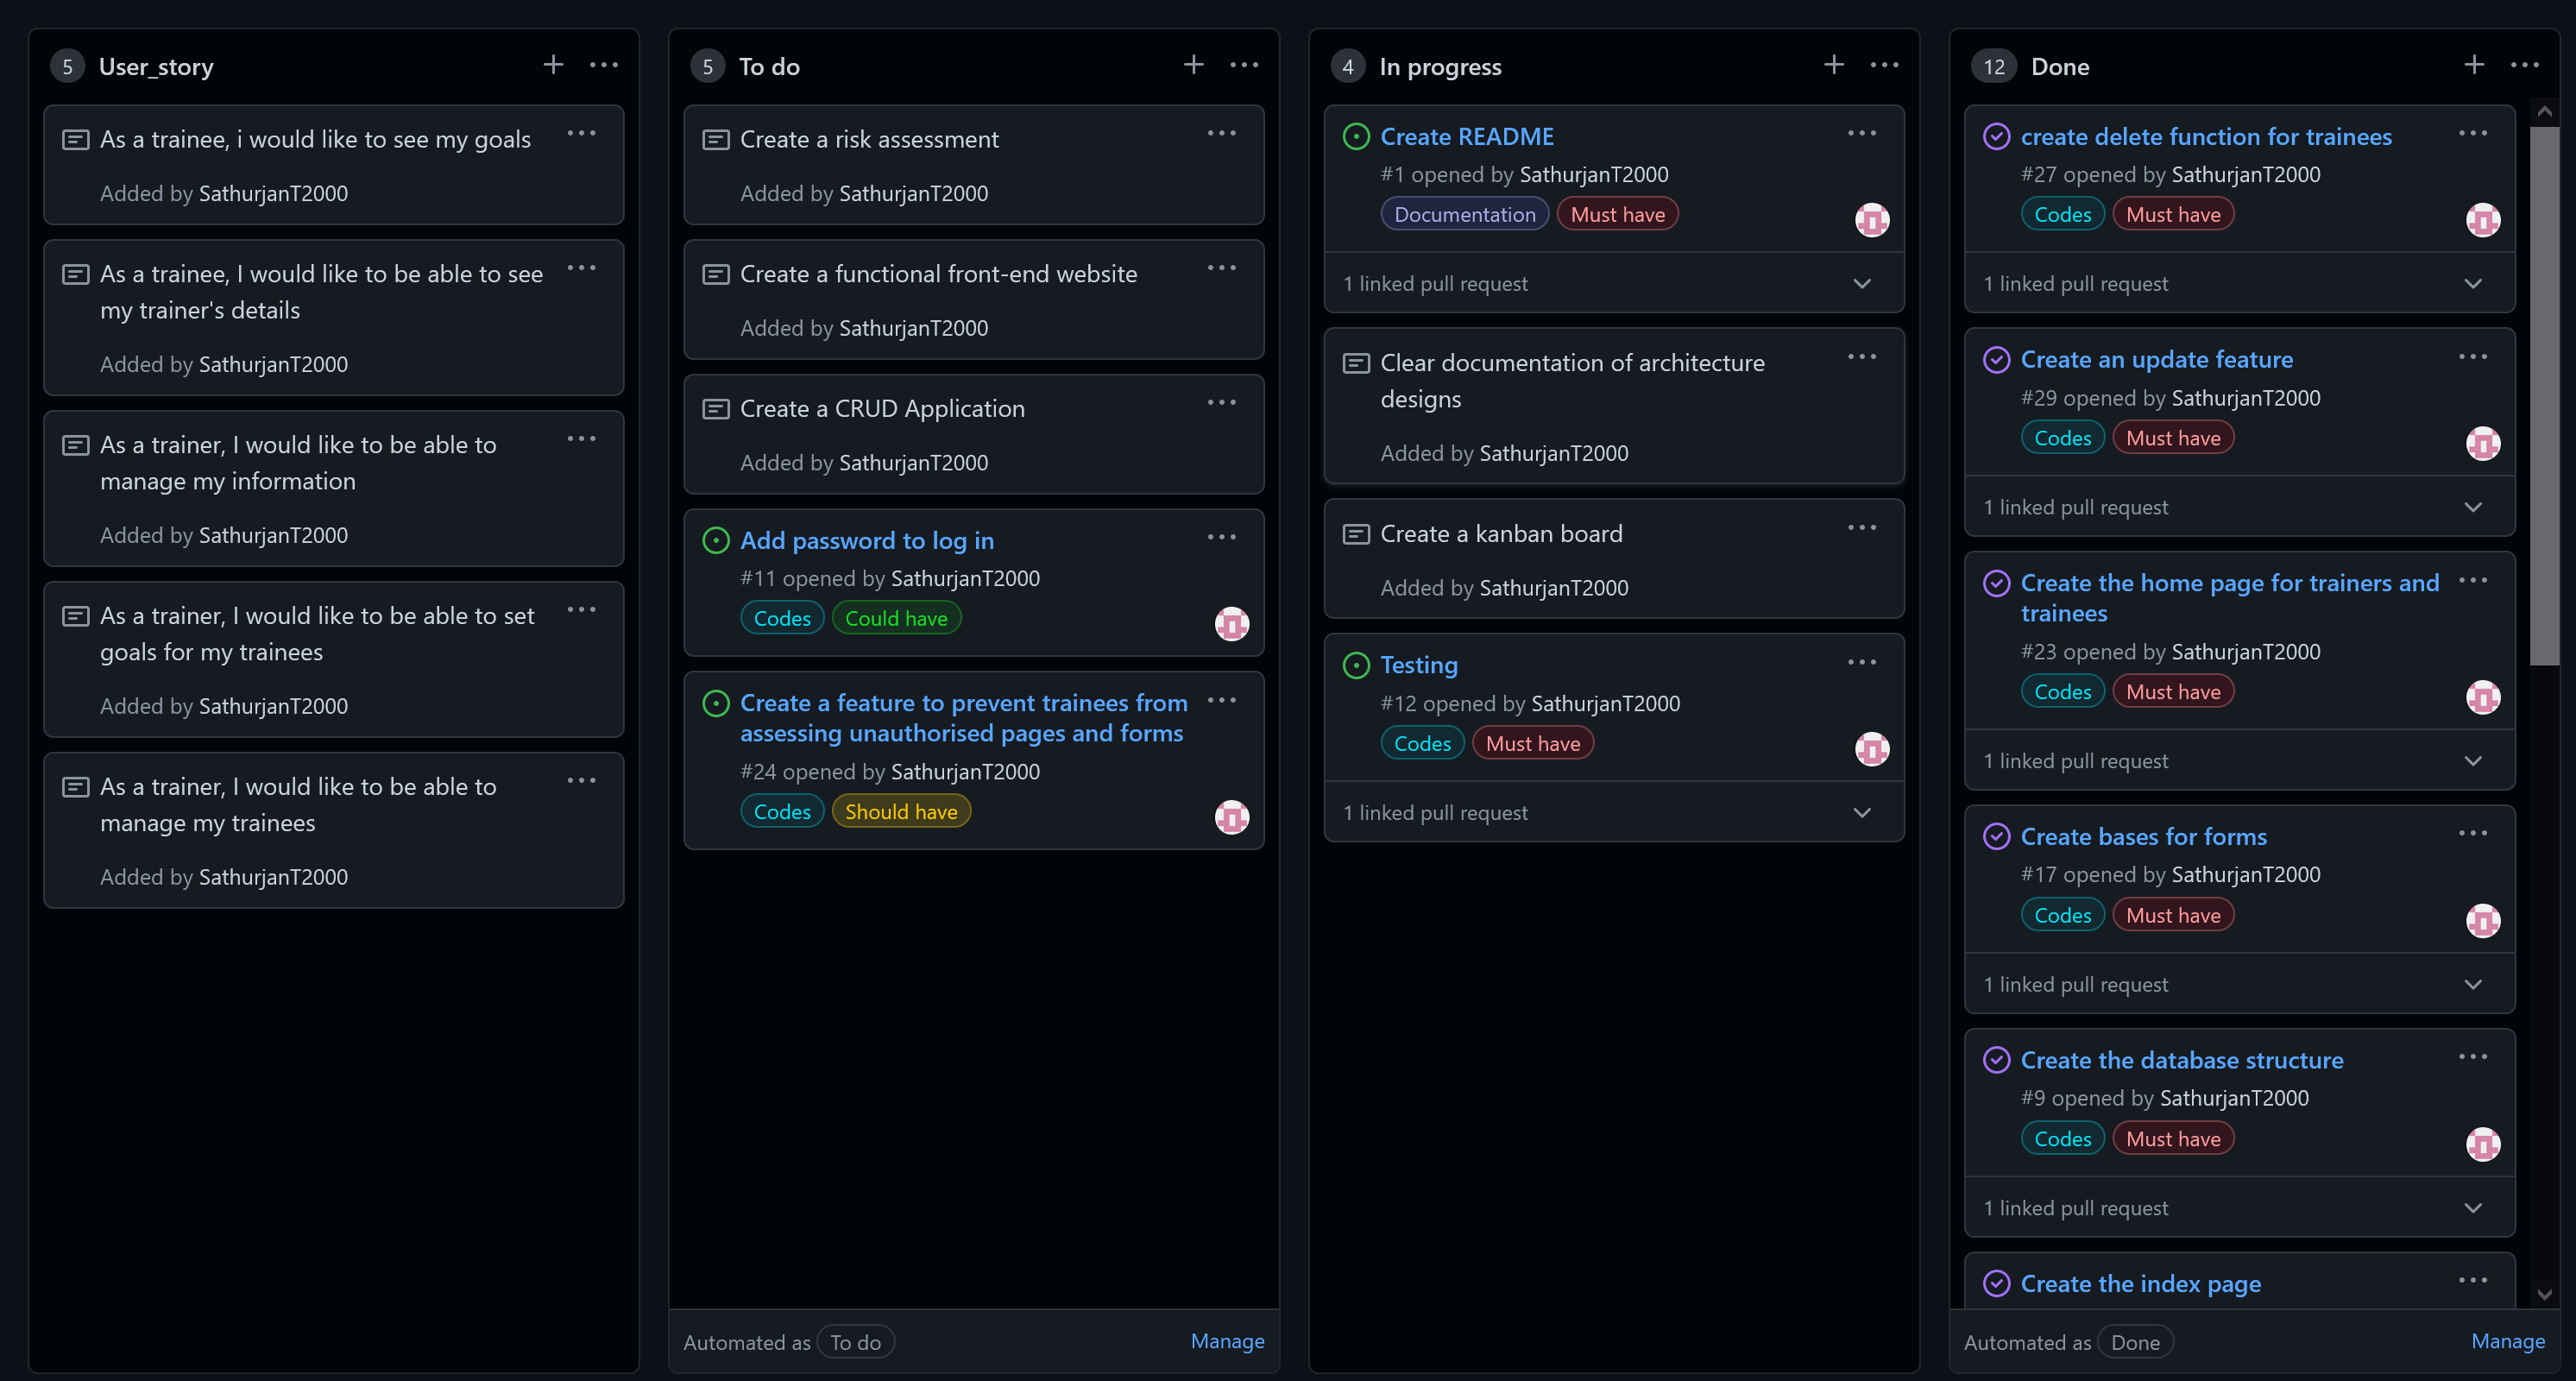 5 User_story
As a trainee, i would like to see my goals
Added by SathurjanT2000
As a trainee, I would like to be able to see
my trainer's details
Added by SathurjanT2000
As a trainer, I would like to be able to
manage my information
Added by SathurjanT2000
As a trainer, I would like to be able to set
goals for my trainees
Added by SathurjanT2000
As a trainer, I would like to be able to
manage my trainees
Added by SathurjanT2000
5 To do
Create a risk assessment
Added by SathurjanT2000
Create a functional front-end website
Added by SathurjanT2000
Create a CRUD Application
Added by SathurjanT2000
Add password to log in
#11 opened by SathurjanT2000
Codes Could have
Create a feature to prevent trainees from
assessing unauthorised pages and forms
#24 opened by SathurjanT2000
Codes Should have
Automated as To do Manage
4 In progress
Create README
#1 opened by SathurjanT2000
Documentation Must have
1 linked pull request
Clear documentation of architecture
designs
Added by SathurjanT2000
Create a kanban board
Added by SathurjanT2000
Testing
#12 opened by SathurjanT2000
Codes Must have
1 linked pull request
12 Done
create delete function for trainees
#27 opened by SathurjanT2000
Codes Must have
1 linked pull request
Create an update feature
#29 opened by SathurjanT2000
Codes Must have
1 linked pull request
Create the home page for trainers and
trainees
#23 opened by SathurjanT2000
Codes Must have
1 linked pull request
Create bases for forms
#17 opened by SathurjanT2000
Codes Must have
1 linked pull request
Create the database structure
#9 opened by SathurjanT2000
Codes Must have
1 linked pull request
Create the index page
Automated as Done Manage